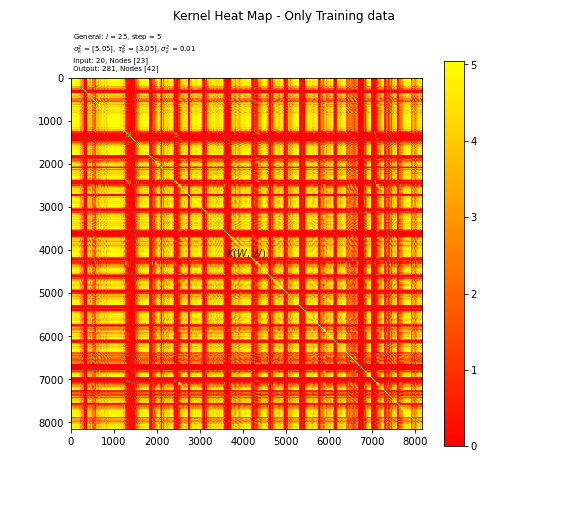 Kernel Heat Map - Only Training data
General: l = 25, step = 5
σ_f^2 = [5.05], τ_f^2 = [3.05], σ_ε^2 = 0.01
Input: 20, Nodes [23]
Output: 281, Nodes [42]
0
1000
2000
3000
4000
5000
6000
7000
8000
0 1000 2000 3000 4000 5000 6000 7000 8000
K(W, W)
5
4
3
2
1
0